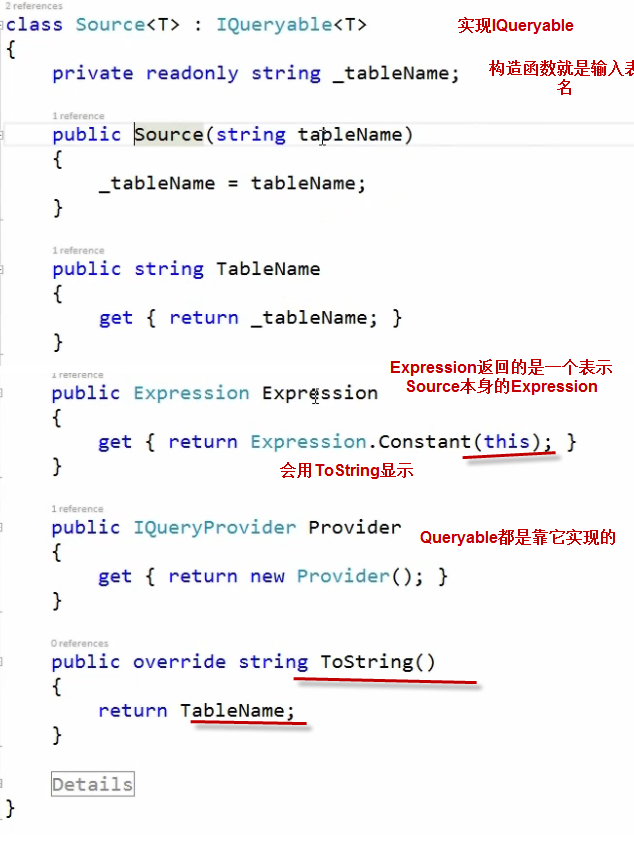 2 references
class Source<T> : IQueryable<T>
实现IQueryable
{
private readonly string _tableName;
构造函数就是输入表
名
1 reference
public Source(string tableName)
{
_tableName = tableName;
}
1 reference
public string TableName
{
get { return _tableName; }
}
Expression返回的是一个表示
Source本身的Expression
1 reference
public Expression Expression
{
get { return Expression.Constant(this); }
}
会用ToString显示
1 reference
public IQueryProvider Provider
Queryable都是靠它实现的
{
get { return new Provider(); }
}
0 references
public override string ToString()
{
return TableName;
}
Details
}